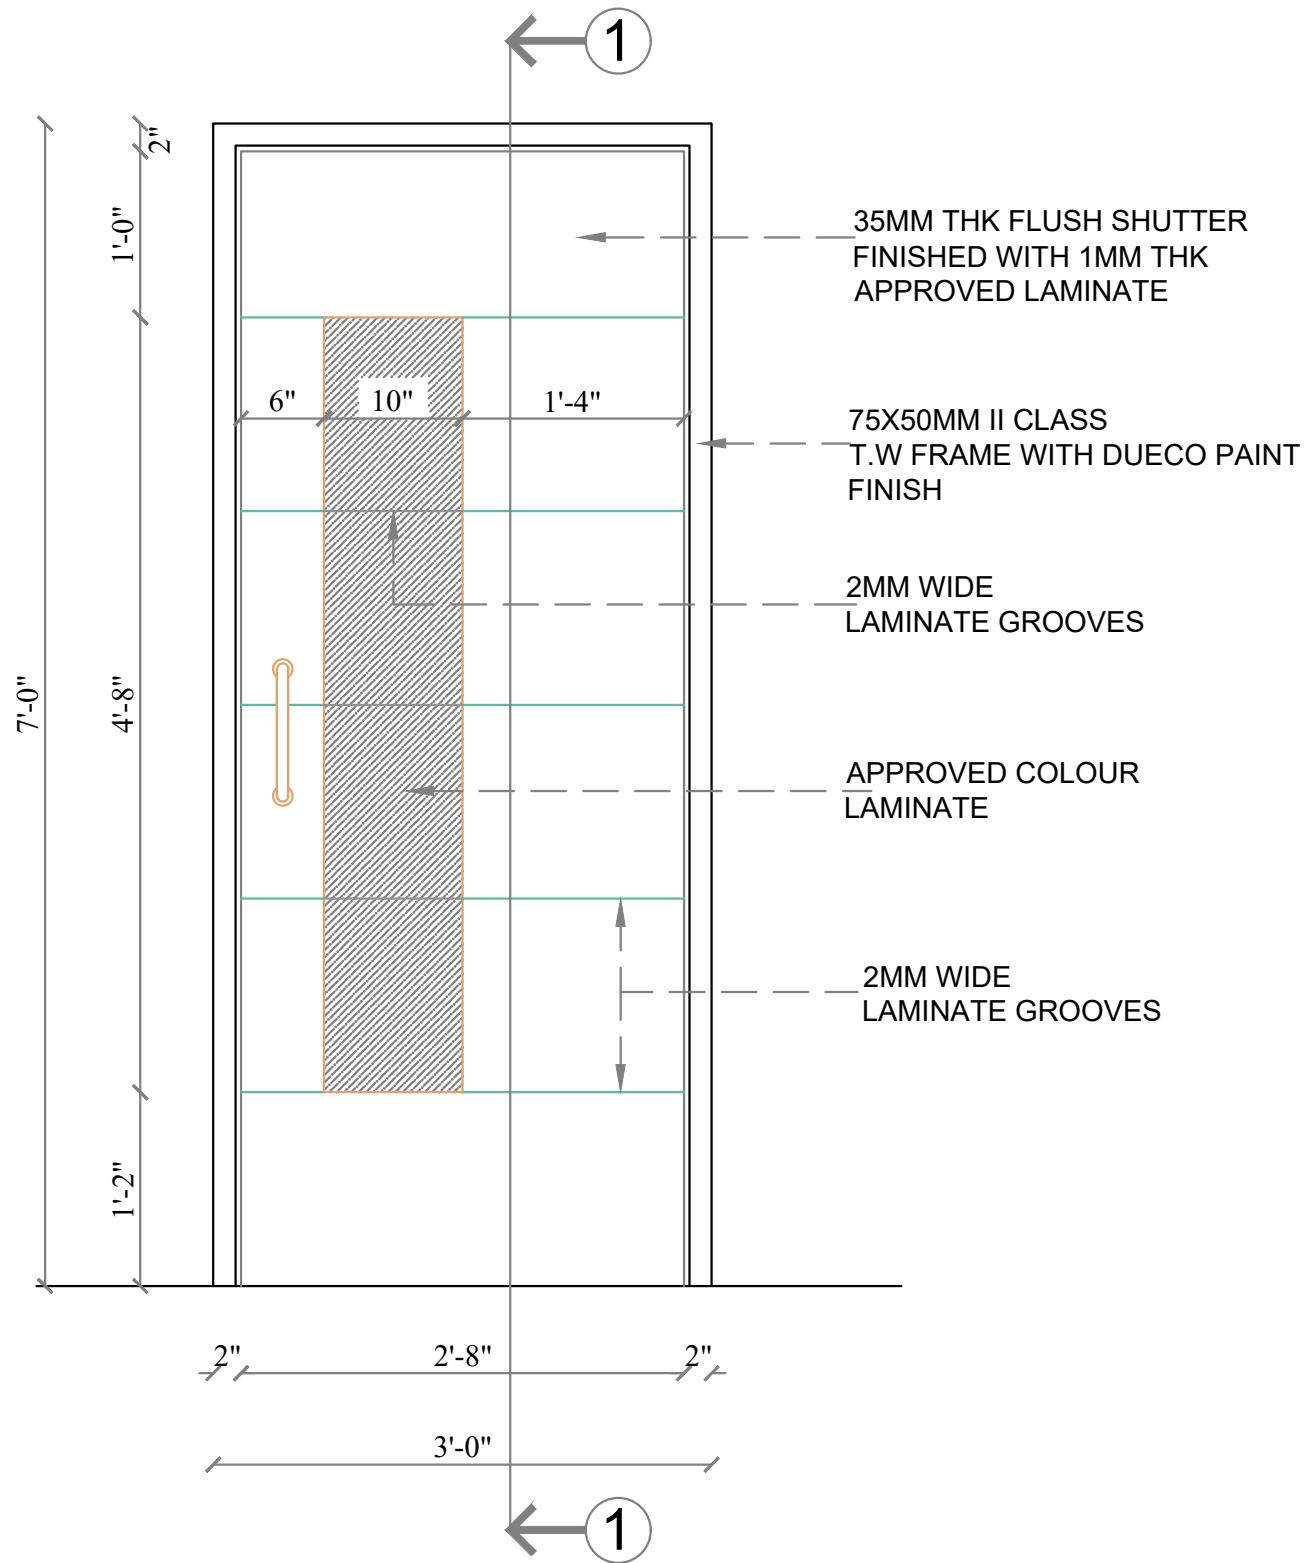 1
2"
1'-0"
35MM THK FLUSH SHUTTER
FINISHED WITH 1MM THK
APPROVED LAMINATE
6"
10"
1'-4"
75X50MM II CLASS
T.W FRAME WITH DUECO PAINT
FINISH
2MM WIDE
LAMINATE GROOVES
7'-0"
4'-8"
APPROVED COLOUR
LAMINATE
2MM WIDE
LAMINATE GROOVES
1'-2"
2"
2'-8"
2"
3'-0"
1